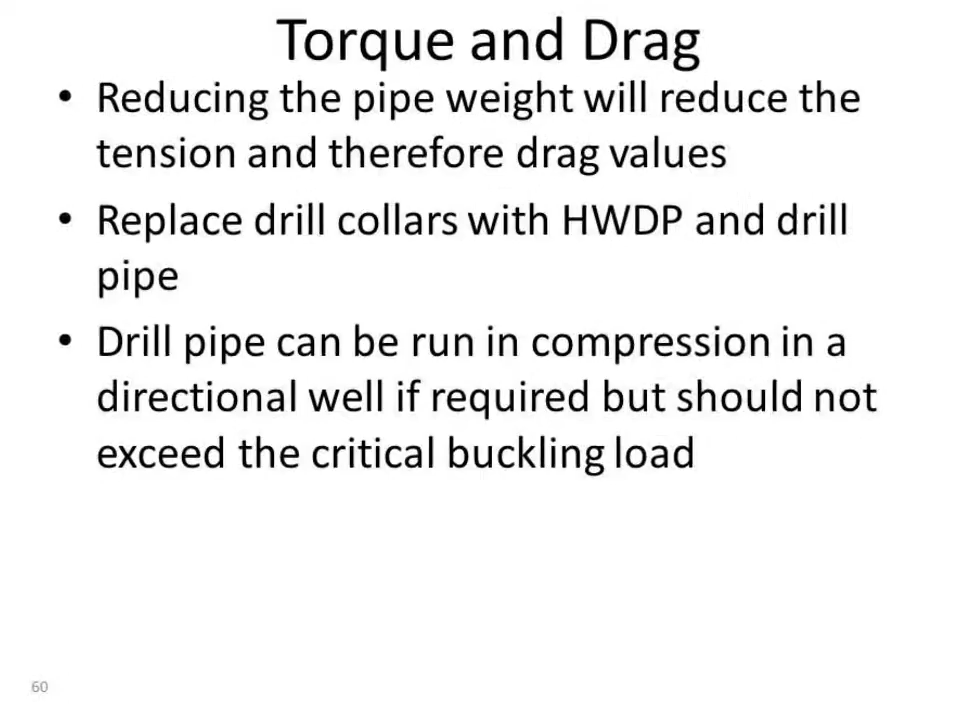 Torque and Drag
• Reducing the pipe weight will reduce the
tension and therefore drag values
• Replace drill collars with HWDP and drill
pipe
• Drill pipe can be run in compression in a
directional well if required but should not
exceed the critical buckling load
60